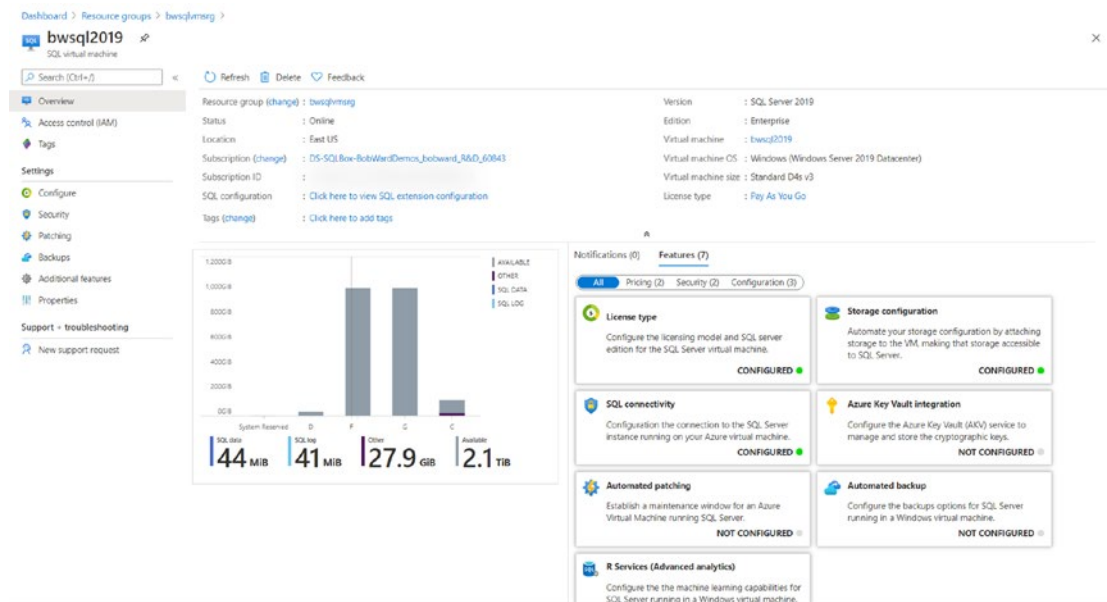 Dashboard > Resource groups > bwsqlvmsrg >
bwsql2019
SQL virtual machine
Search (Ctrl+/)
Refresh Delete Feedback
Overview
Access control (IAM)
Tags
Settings
Configure
Security
Patching
Backups
Additional features
Properties
Support + troubleshooting
New support request
Resource group (change) : bwsqlvmsrg
Status : Online
Location : East US
Subscription (change) : DS-SQLBox-BobWardDemos_bobward_R&D_60843
Subscription ID :
SQL configuration : Click here to view SQL extension configuration
Tags (change) : Click here to add tags
Version : SQL Server 2019
Edition : Enterprise
Virtual machine : bwsql2019
Virtual machine OS : Windows (Windows Server 2019 Datacenter)
Virtual machine size : Standard D4s v3
License type : Pay As You Go
1,200GiB
1,000GiB
800GiB
600GiB
400GiB
200GiB
0GiB
System Reserved D F G C
AVAILABLE
OTHER
SQL DATA
SQL LOG
SQL data
44 MiB
SQL log
41 MiB
Other
27.9 GiB
Available
2.1 TiB
Notifications (0) Features (7)
All Pricing (2) Security (2) Configuration (3)
License type
Configure the licensing model and SQL server
edition for the SQL Server virtual machine.
CONFIGURED
Storage configuration
Automate your storage configuration by attaching
storage to the VM, making that storage accessible
to SQL Server.
CONFIGURED
SQL connectivity
Configuration the connection to the SQL Server
instance running on your Azure virtual machine.
CONFIGURED
Azure Key Vault integration
Configure the Azure Key Vault (AKV) service to
manage and store the cryptographic keys.
NOT CONFIGURED
Automated patching
Establish a maintenance window for an Azure
Virtual Machine running SQL Server.
NOT CONFIGURED
Automated backup
Configure the backups options for SQL Server
running in a Windows virtual machine.
NOT CONFIGURED
R Services (Advanced analytics)
Configure the the machine learning capabilities for
SQL Server running in a Windows virtual machine.